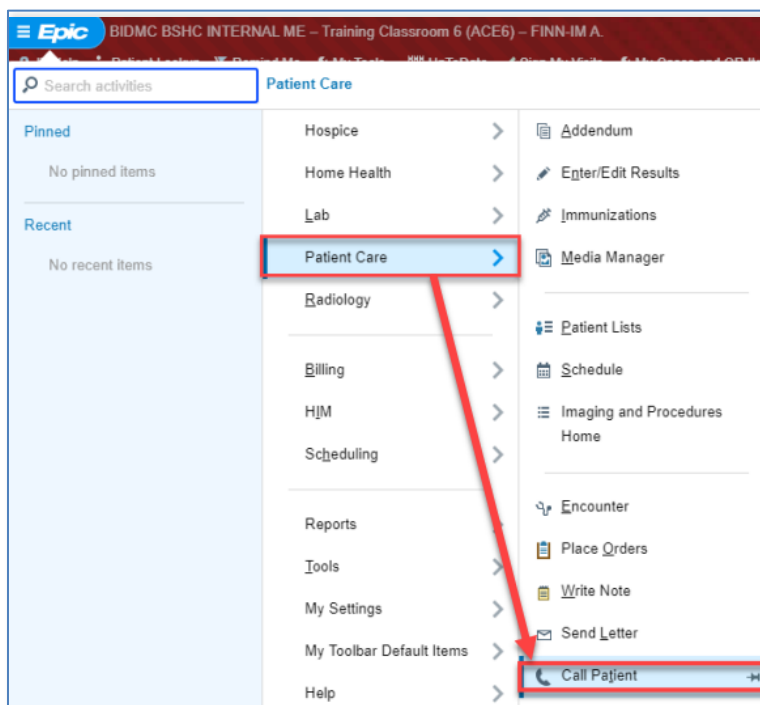 Epic
BIDMC BSHC INTERNAL ME – Training Classroom 6 (ACE6) – FINN-IM A.
Search activities
Patient Care
Pinned
No pinned items
Recent
No recent items
Hospice
Home Health
Lab
Patient Care
Radiology
Billing
HIM
Scheduling
Reports
Tools
My Settings
My Toolbar Default Items
Help
Addendum
Enter/Edit Results
Immunizations
Media Manager
Patient Lists
Schedule
Imaging and Procedures
Home
Encounter
Place Orders
Write Note
Send Letter
Call Patient